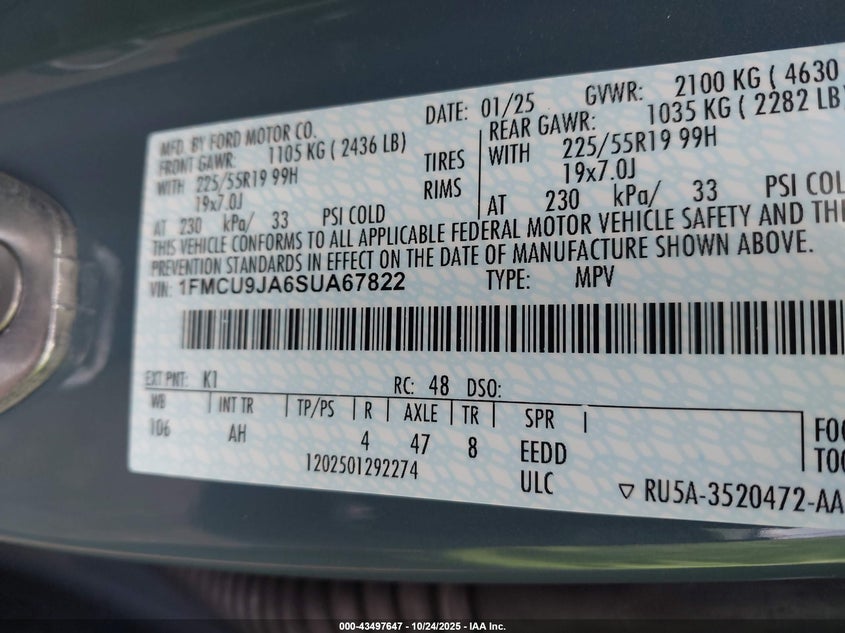 MFD. BY FORD MOTOR CO.
DATE: 01/25 GVWR: 2100 KG ( 4630
FRONT GAWR: 1105 KG ( 2436 LB) REAR GAWR: 1035 KG ( 2282 LB)
WITH 225/55R19 99H TIRES WITH 225/55R19 99H
19x7.0J RIMS 19x7.0J
AT 230 kPa/ 33 PSI COLD AT 230 kPa/ 33 PSI COL
THIS VEHICLE CONFORMS TO ALL APPLICABLE FEDERAL MOTOR VEHICLE SAFETY AND THE
PREVENTION STANDARDS IN EFFECT ON THE DATE OF MANUFACTURE SHOWN ABOVE.
VIN: 1FMCU9JA6SUA67822 TYPE: MPV
EXT PNT: K1 RC: 48 DSO:
WB INT TR TP/PS R AXLE TR SPR
106 AH 4 47 8 EEDD
1202501292274 ULC
FO
TO
▽ RU5A-3520472-AA
000-43497647 - 10/24/2025 - IAA Inc.